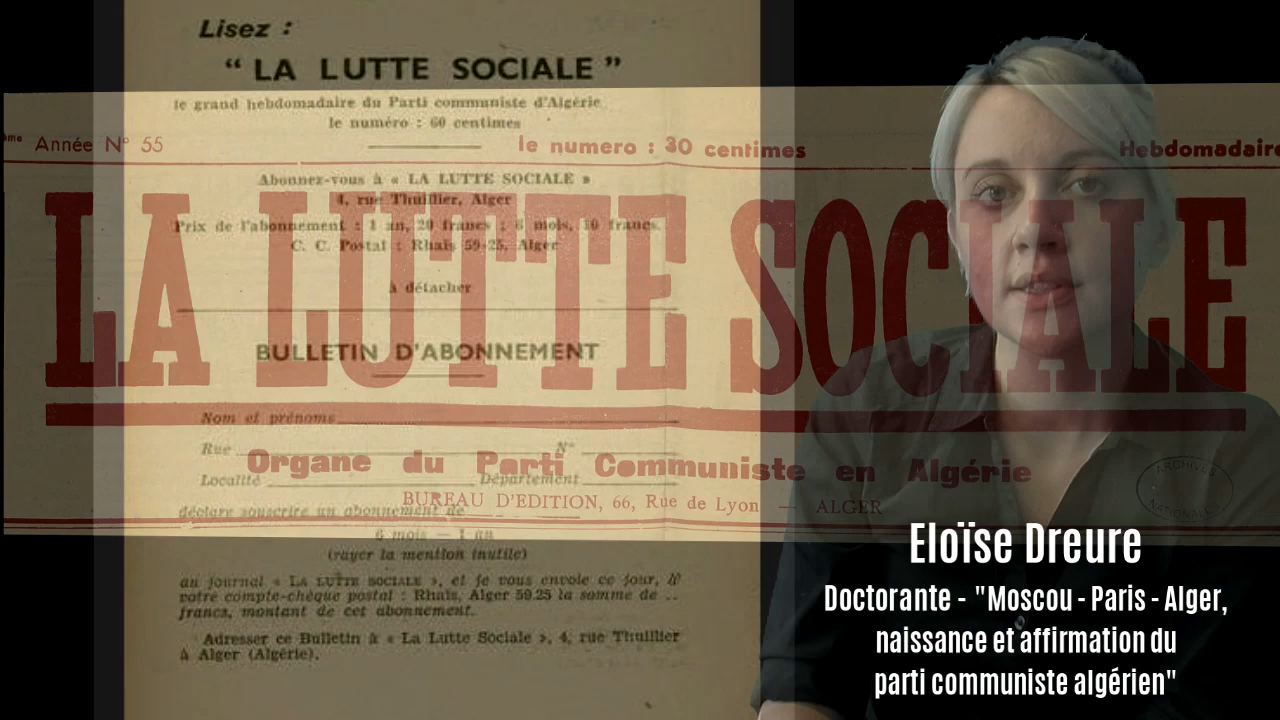 Lisez :
“ LA LUTTE SOCIALE ”
le grand hebdomadaire du Parti communiste d'Algérie
le numéro : 60 centimes
ème Année N° 55
le numero : 30 centimes
Hebdomadaire
Abonnez-vous à « LA LUTTE SOCIALE »
4, rue Thuillier, Alger
Prix de l'abonnement : 1 an, 20 francs ; 6 mois, 10 francs.
C. C. Postal : Rhaïs 59-25, Alger
LA LUTTE SOCIALE
à détacher
BULLETIN D'ABONNEMENT
Nom et prénoms
Rue N°
Organe du Parti Communiste en Algérie
Localité Département
BUREAU D'EDITION, 66, Rue de Lyon — ALGER
ARCHIVES NATIONALES
déclare souscrire un abonnement de
6 mois — 1 an
(rayer la mention inutile)
au journal « LA LUTTE SOCIALE », et je vous envoie ce jour, à
votre compte-chèque postal : Rhaïs, Alger 59.25 la somme de ..
francs, montant de cet abonnement.
Adresser ce Bulletin à « La Lutte Sociale », 4, rue Thuillier
à Alger (Algérie).
Eloïse Dreure
Doctorante - "Moscou - Paris - Alger,
naissance et affirmation du
parti communiste algérien"